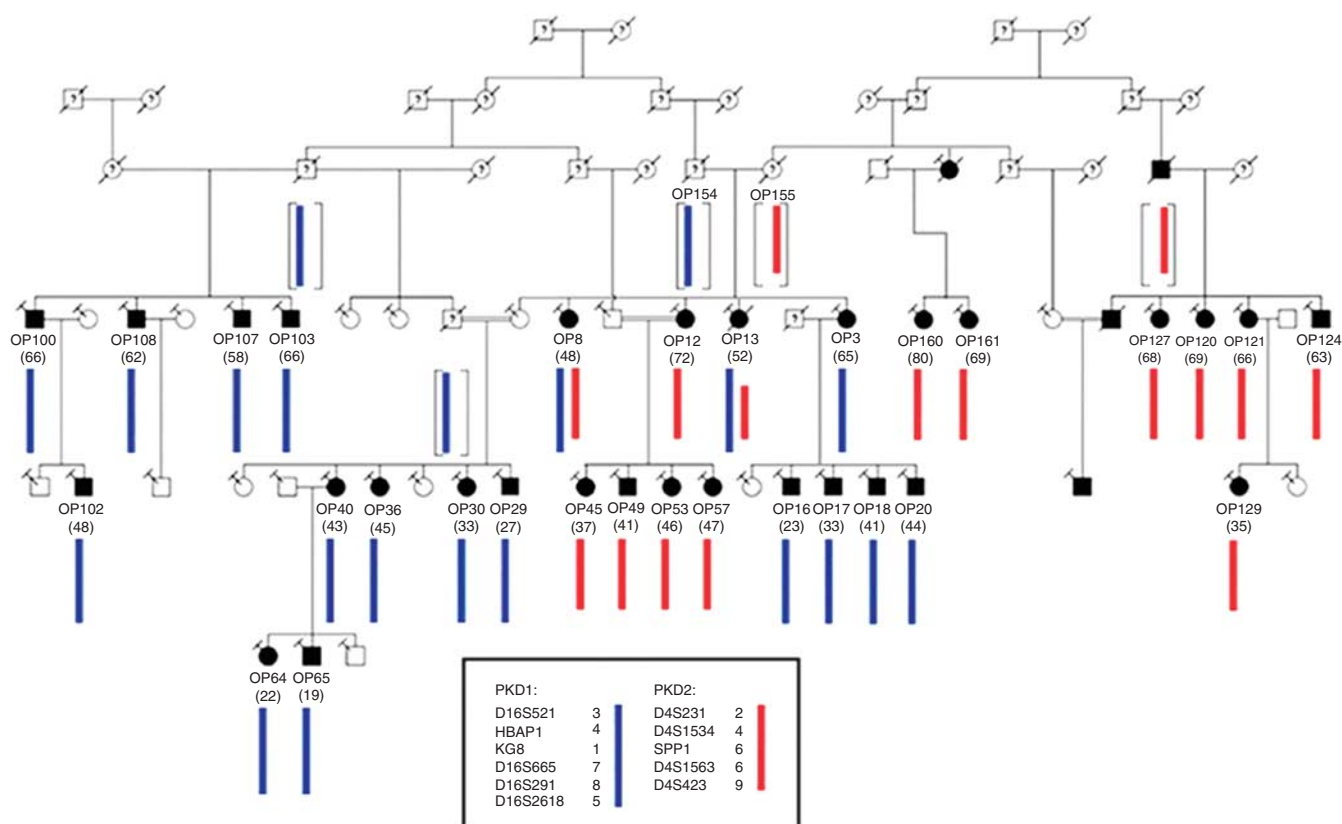 ? ?
? ?
? ?
? ?
? ?
? ?
? ?
? ?
? ?
?
? ?
?
?
OP154 OP155
? ?
OP100 OP108 OP107 OP103 OP8 OP12 OP13 OP3 OP160 OP161 OP127 OP120 OP121 OP124
(66) (62) (58) (66) (48) (72) (52) (65) (80) (69) (68) (69) (66) (63)
OP102 OP40 OP36 OP30 OP29 OP45 OP49 OP53 OP57 OP16 OP17 OP18 OP20 OP129
(48) (43) (45) (33) (27) (37) (41) (46) (47) (23) (33) (41) (44) (35)
OP64 OP65
(22) (19)
PKD1: PKD2:
D16S521 3 D4S231 2
HBAP1 4 D4S1534 4
KG8 1 SPP1 6
D16S665 7 D4S1563 6
D16S291 8 D4S423 9
D16S2618 5